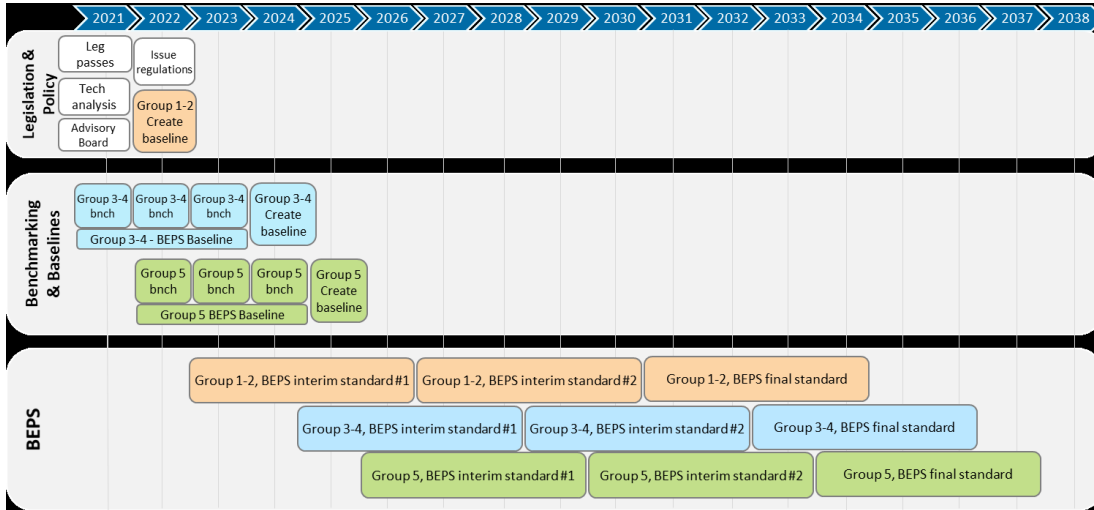 2021 2022 2023 2024 2025 2026 2027 2028 2029 2030 2031 2032 2033 2034 2035 2036 2037 2038
Legislation &
Policy
Leg
passes
Issue
regulations
Tech
analysis
Group 1-2
Create
baseline
Advisory
Board
Benchmarking
& Baselines
Group 3-4
bnch
Group 3-4
bnch
Group 3-4
bnch
Group 3-4
Create
baseline
Group 3-4 - BEPS Baseline
Group 5
bnch
Group 5
bnch
Group 5
bnch
Group 5
Create
baseline
Group 5 BEPS Baseline
BEPS
Group 1-2, BEPS interim standard #1
Group 1-2, BEPS interim standard #2
Group 1-2, BEPS final standard
Group 3-4, BEPS interim standard #1
Group 3-4, BEPS interim standard #2
Group 3-4, BEPS final standard
Group 5, BEPS interim standard #1
Group 5, BEPS interim standard #2
Group 5, BEPS final standard